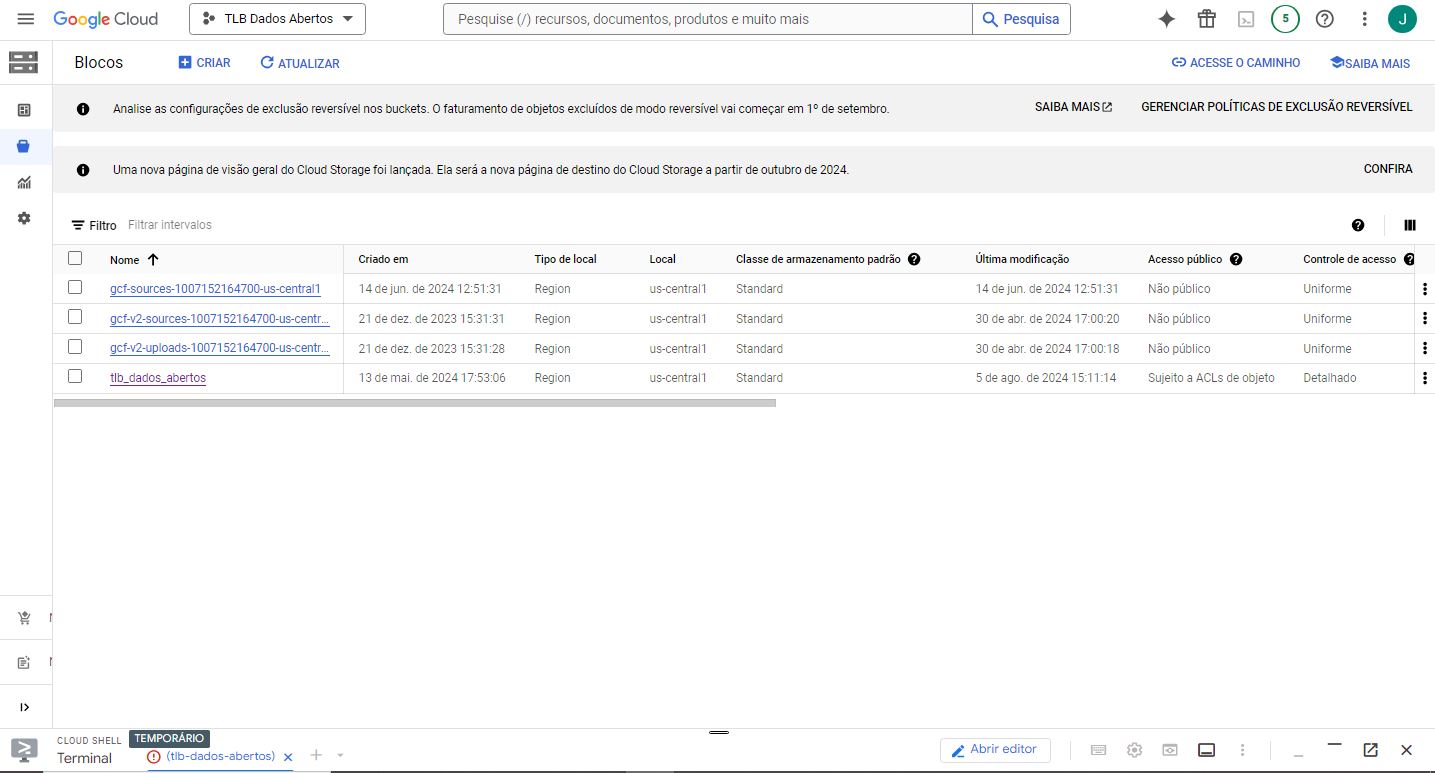 Google Cloud TLB Dados Abertos Pesquise (/) recursos, documentos, produtos e muito mais Pesquisa 5 J
Blocos CRIAR ATUALIZAR ACESSE O CAMINHO SAIBA MAIS
Analise as configurações de exclusão reversível nos buckets. O faturamento de objetos excluídos de modo reversível vai começar em 1º de setembro. SAIBA MAIS GERENCIAR POLÍTICAS DE EXCLUSÃO REVERSÍVEL
Uma nova página de visão geral do Cloud Storage foi lançada. Ela será a nova página de destino do Cloud Storage a partir de outubro de 2024. CONFIRA
Filtro Filtrar intervalos
Nome Criado em Tipo de local Local Classe de armazenamento padrão Última modificação Acesso público Controle de acesso
gcf-sources-1007152164700-us-central1 14 de jun. de 2024 12:51:31 Region us-central1 Standard 14 de jun. de 2024 12:51:31 Não público Uniforme
gcf-v2-sources-1007152164700-us-centr... 21 de dez. de 2023 15:31:31 Region us-central1 Standard 30 de abr. de 2024 17:00:20 Não público Uniforme
gcf-v2-uploads-1007152164700-us-centr... 21 de dez. de 2023 15:31:28 Region us-central1 Standard 30 de abr. de 2024 17:00:18 Não público Uniforme
tlb_dados_abertos 13 de mai. de 2024 17:53:06 Region us-central1 Standard 5 de ago. de 2024 15:11:14 Sujeito a ACLs de objeto Detalhado
CLOUD SHELL TEMPORÁRIO
Terminal (tlb-dados-abertos) Abrir editor